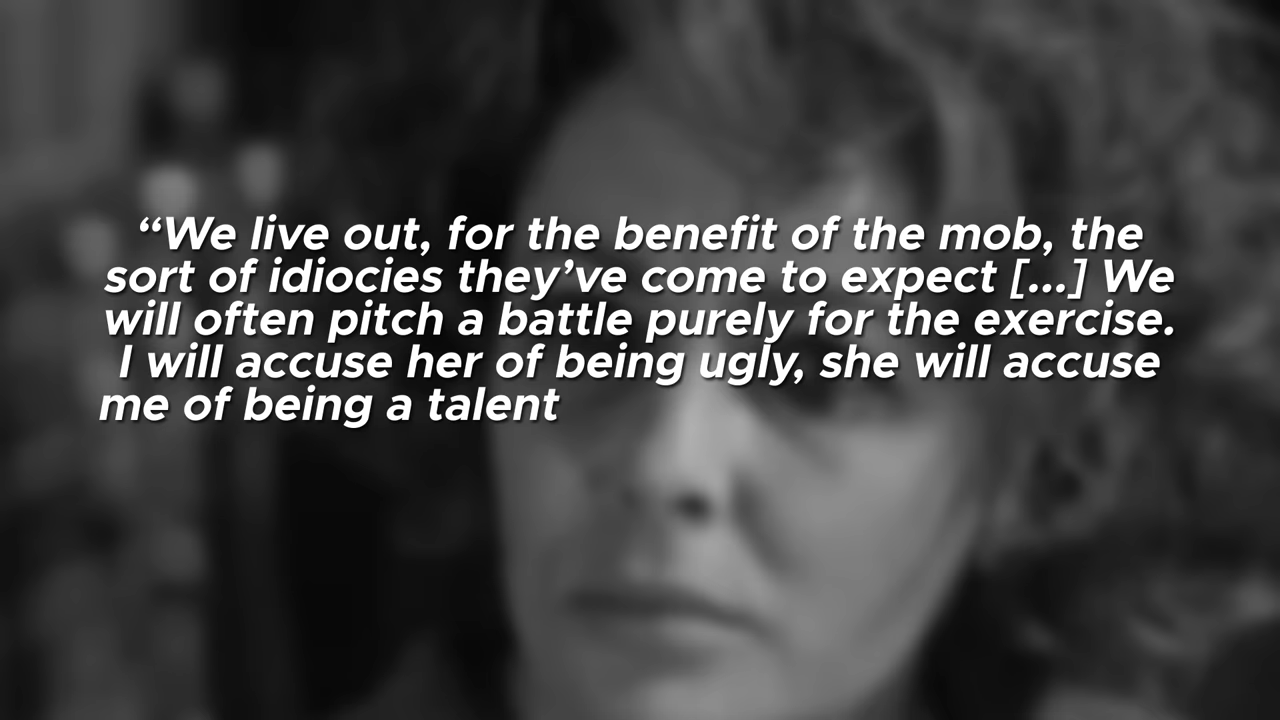 “We live out, for the benefit of the mob, the
sort of idiocies they’ve come to expect [...] We
will often pitch a battle purely for the exercise.
I will accuse her of being ugly, she will accuse
me of being a talent